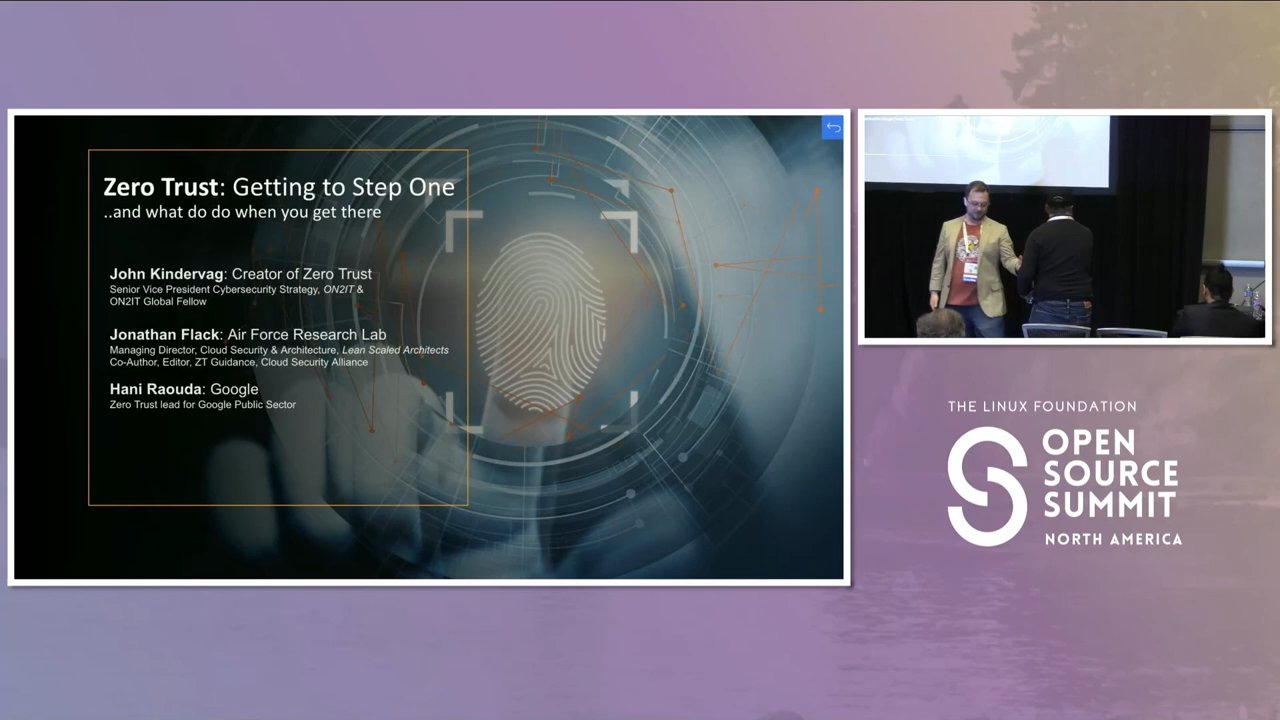 Zero Trust: Getting to Step One
..and what do do when you get there
John Kindervag: Creator of Zero Trust
Senior Vice President Cybersecurity Strategy, ON2IT &
ON2IT Global Fellow
Jonathan Flack: Air Force Research Lab
Managing Director, Cloud Security & Architecture, Lean Scaled Architects
Co-Author, Editor, ZT Guidance, Cloud Security Alliance
Hani Raouda: Google
Zero Trust lead for Google Public Sector
THE LINUX FOUNDATION
OPEN
SOURCE
SUMMIT
NORTH AMERICA